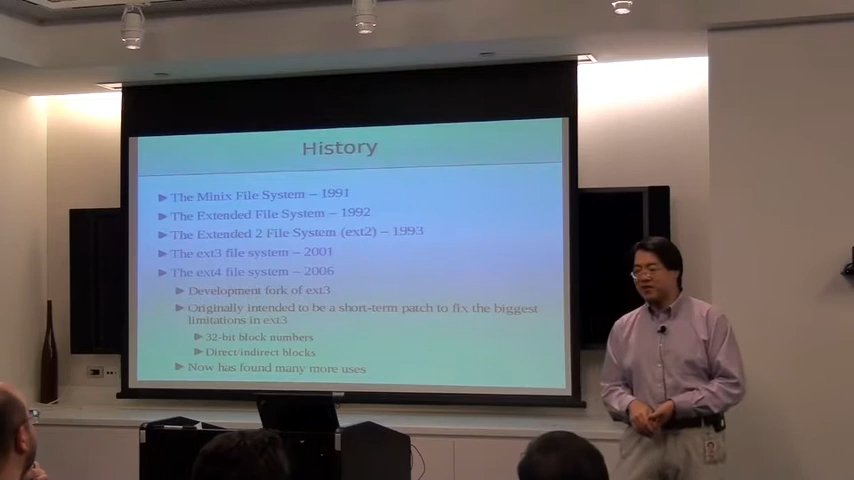 History
The Minix File System – 1991
The Extended File System – 1992
The Extended 2 File System (ext2) – 1993
The ext3 file system – 2001
The ext4 file system – 2006
Development fork of ext3
Originally intended to be a short-term patch to fix the biggest
limitations in ext3
32-bit block numbers
Direct/indirect blocks
Now has found many more uses